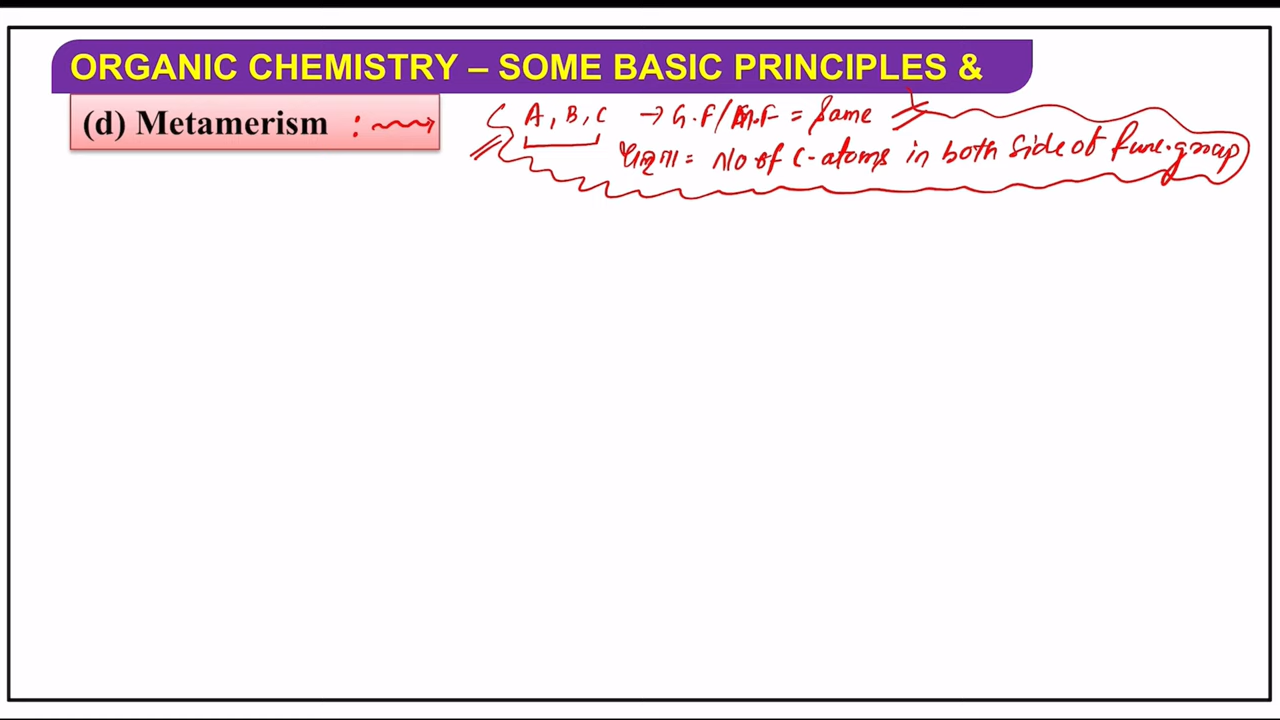 ORGANIC CHEMISTRY – SOME BASIC PRINCIPLES &
(d) Metamerism :
A, B, C → G.F/M.F = Same
= No of C-atoms in both side of func.group